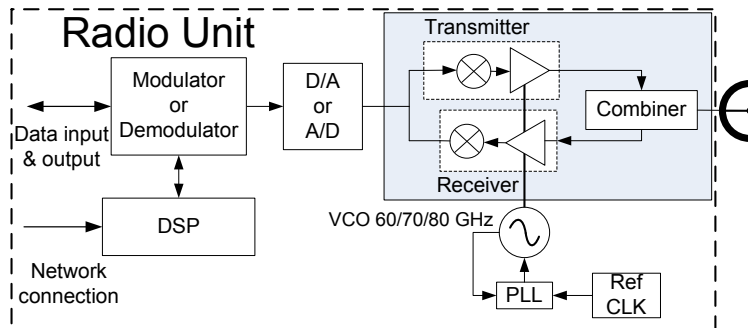 Radio Unit
Transmitter
Modulator
or
Demodulator
D/A
or
A/D
Combiner
Data input
& output
Receiver
DSP
VCO 60/70/80 GHz
Network
connection
PLL
Ref
CLK